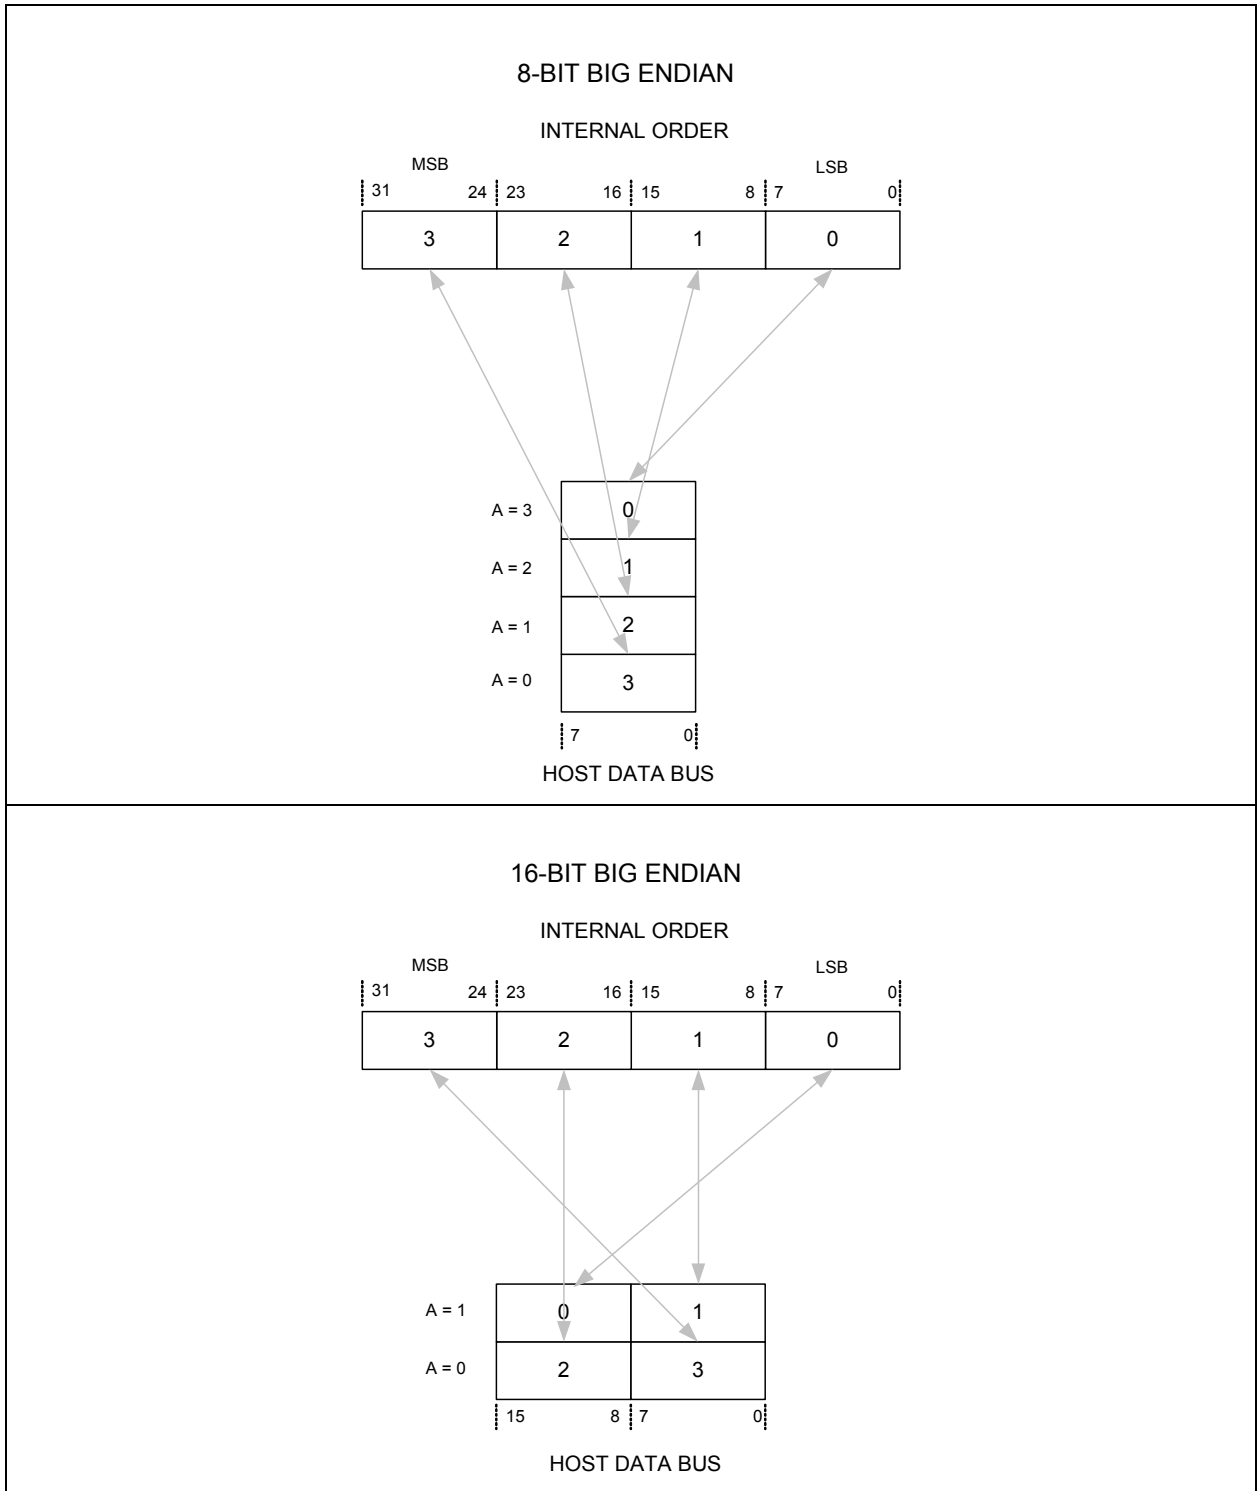 8-BIT BIG ENDIAN
INTERNAL ORDER
MSB LSB
31 24 23 16 15 8 7 0
3 2 1 0
A = 3 0
A = 2 1
A = 1 2
A = 0 3
7 0
HOST DATA BUS
16-BIT BIG ENDIAN
INTERNAL ORDER
MSB LSB
31 24 23 16 15 8 7 0
3 2 1 0
A = 1 0 1
A = 0 2 3
15 8 7 0
HOST DATA BUS